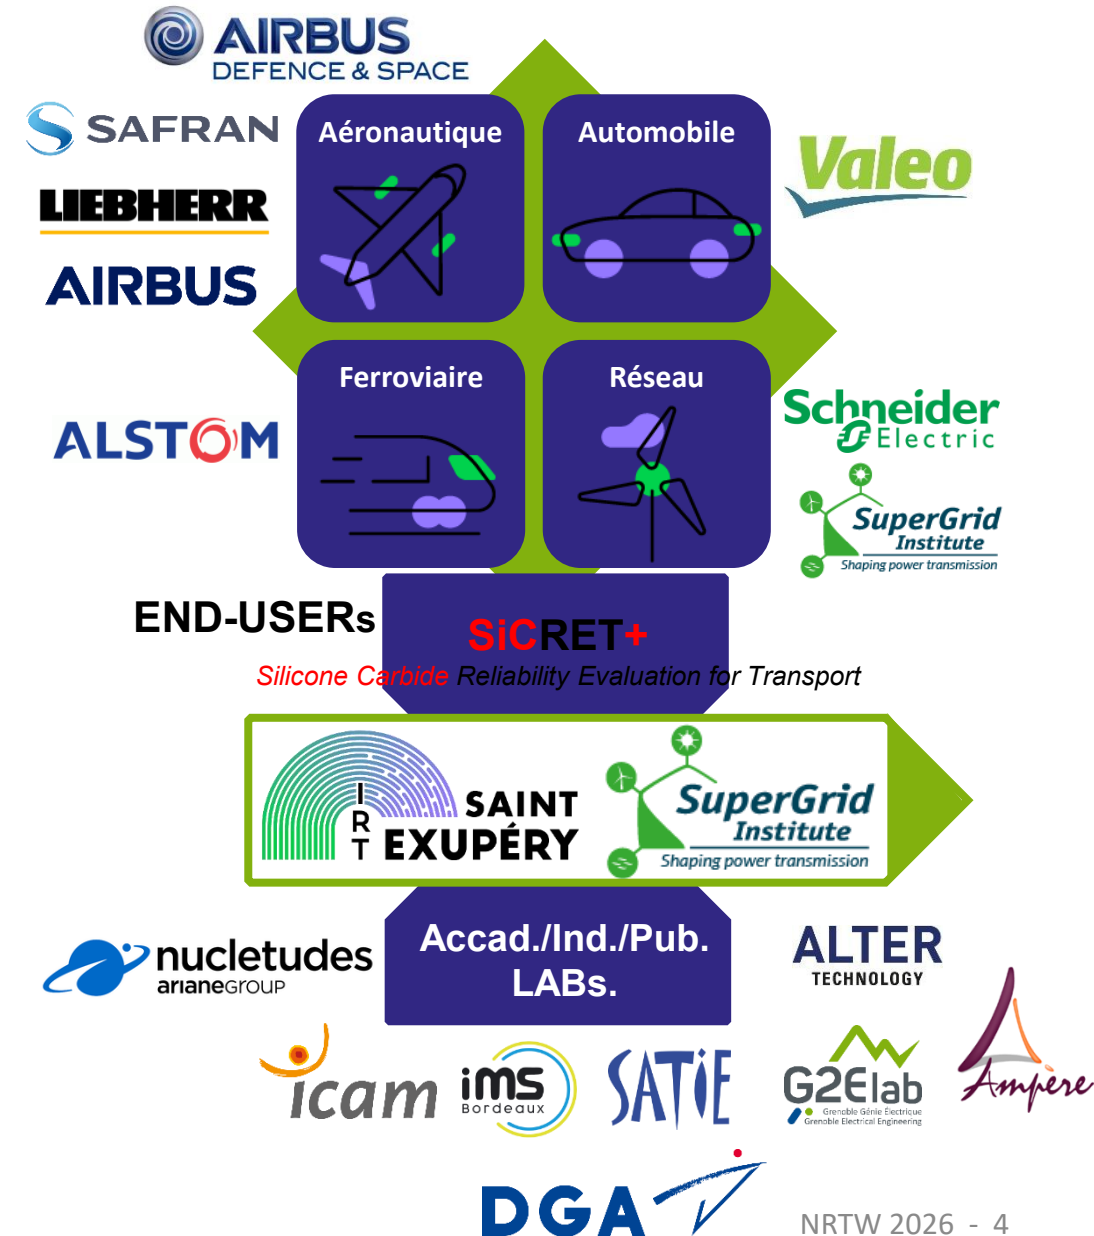 AIRBUS
DEFENCE & SPACE
SAFRAN
LIEBHERR
AIRBUS
Aéronautique
Automobile
Valeo
Ferroviaire
Réseau
ALSTOM
Schneider
Electric
SuperGrid
Institute
Shaping power transmission
END-USERs
SiCRET+
Silicone Carbide Reliability Evaluation for Transport
IRT
SAINT
EXUPÉRY
SuperGrid
Institute
Shaping power transmission
nucletudes
arianeGROUP
Accad./Ind./Pub.
LABs.
ALTER
TECHNOLOGY
icam
iMS
Bordeaux
SATiE
G2Elab
Grenoble Génie Électrique
Grenoble Electrical Engineering
Ampère
DGA
NRTW 2026 - 4